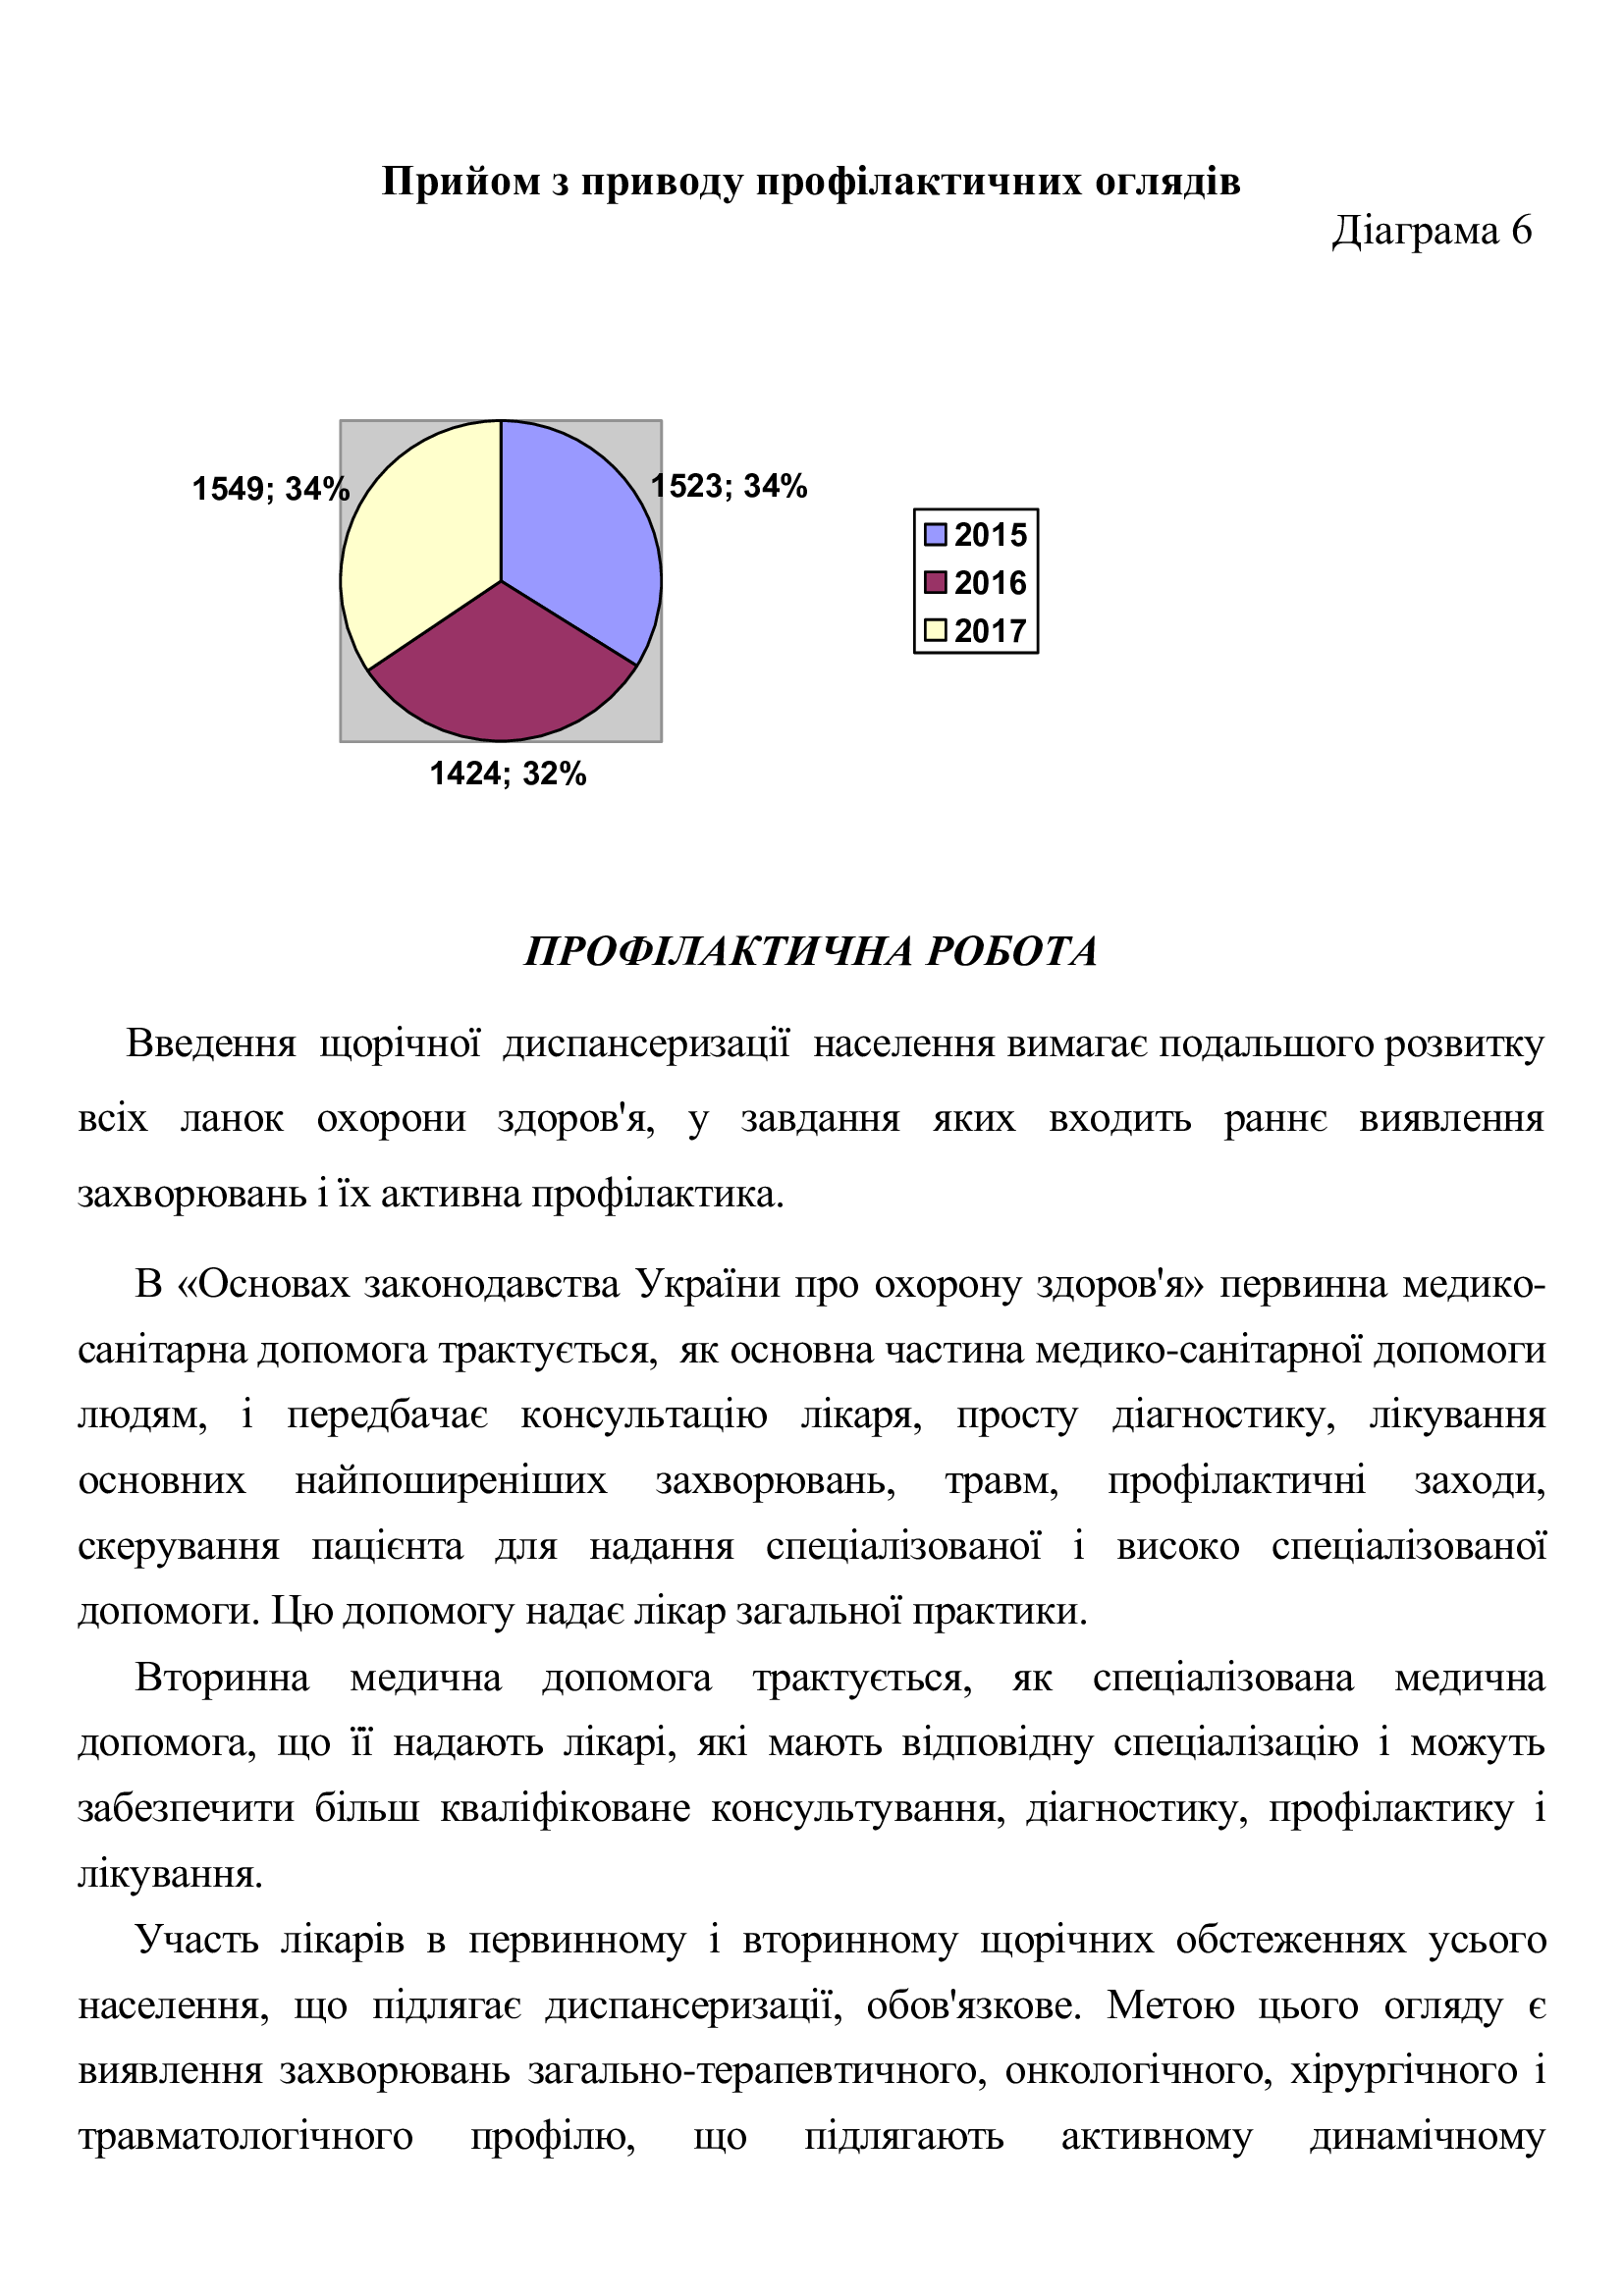 Прийом з приводу профілактичних оглядів
Діаграма 6
1549; 34%
1523; 34%
2015
2016
2017
1424; 32%
ПРОФІЛАКТИЧНА РОБОТА
Введення щорічної диспансеризації населення вимагає подальшого розвитку
всіх ланок охорони здоров'я, у завдання яких входить раннє виявлення
захворювань і їх активна профілактика.
В «Основах законодавства України про охорону здоров'я» первинна медико-
санітарна допомога трактується, як основна частина медико-санітарної допомоги
людям, і передбачає консультацію лікаря, просту діагностику, лікування
основних найпоширеніших захворювань, травм, профілактичні заходи,
скерування пацієнта для надання спеціалізованої і високо спеціалізованої
допомоги. Цю допомогу надає лікар загальної практики.
Вторинна медична допомога трактується, як спеціалізована медична
допомога, що її надають лікарі, які мають відповідну спеціалізацію і можуть
забезпечити більш кваліфіковане консультування, діагностику, профілактику і
лікування.
Участь лікарів в первинному і вторинному щорічних обстеженнях усього
населення, що підлягає диспансеризації, обов'язкове. Метою цього огляду є
виявлення захворювань загально-терапевтичного, онкологічного, хірургічного і
травматологічного профілю, що підлягають активному динамічному